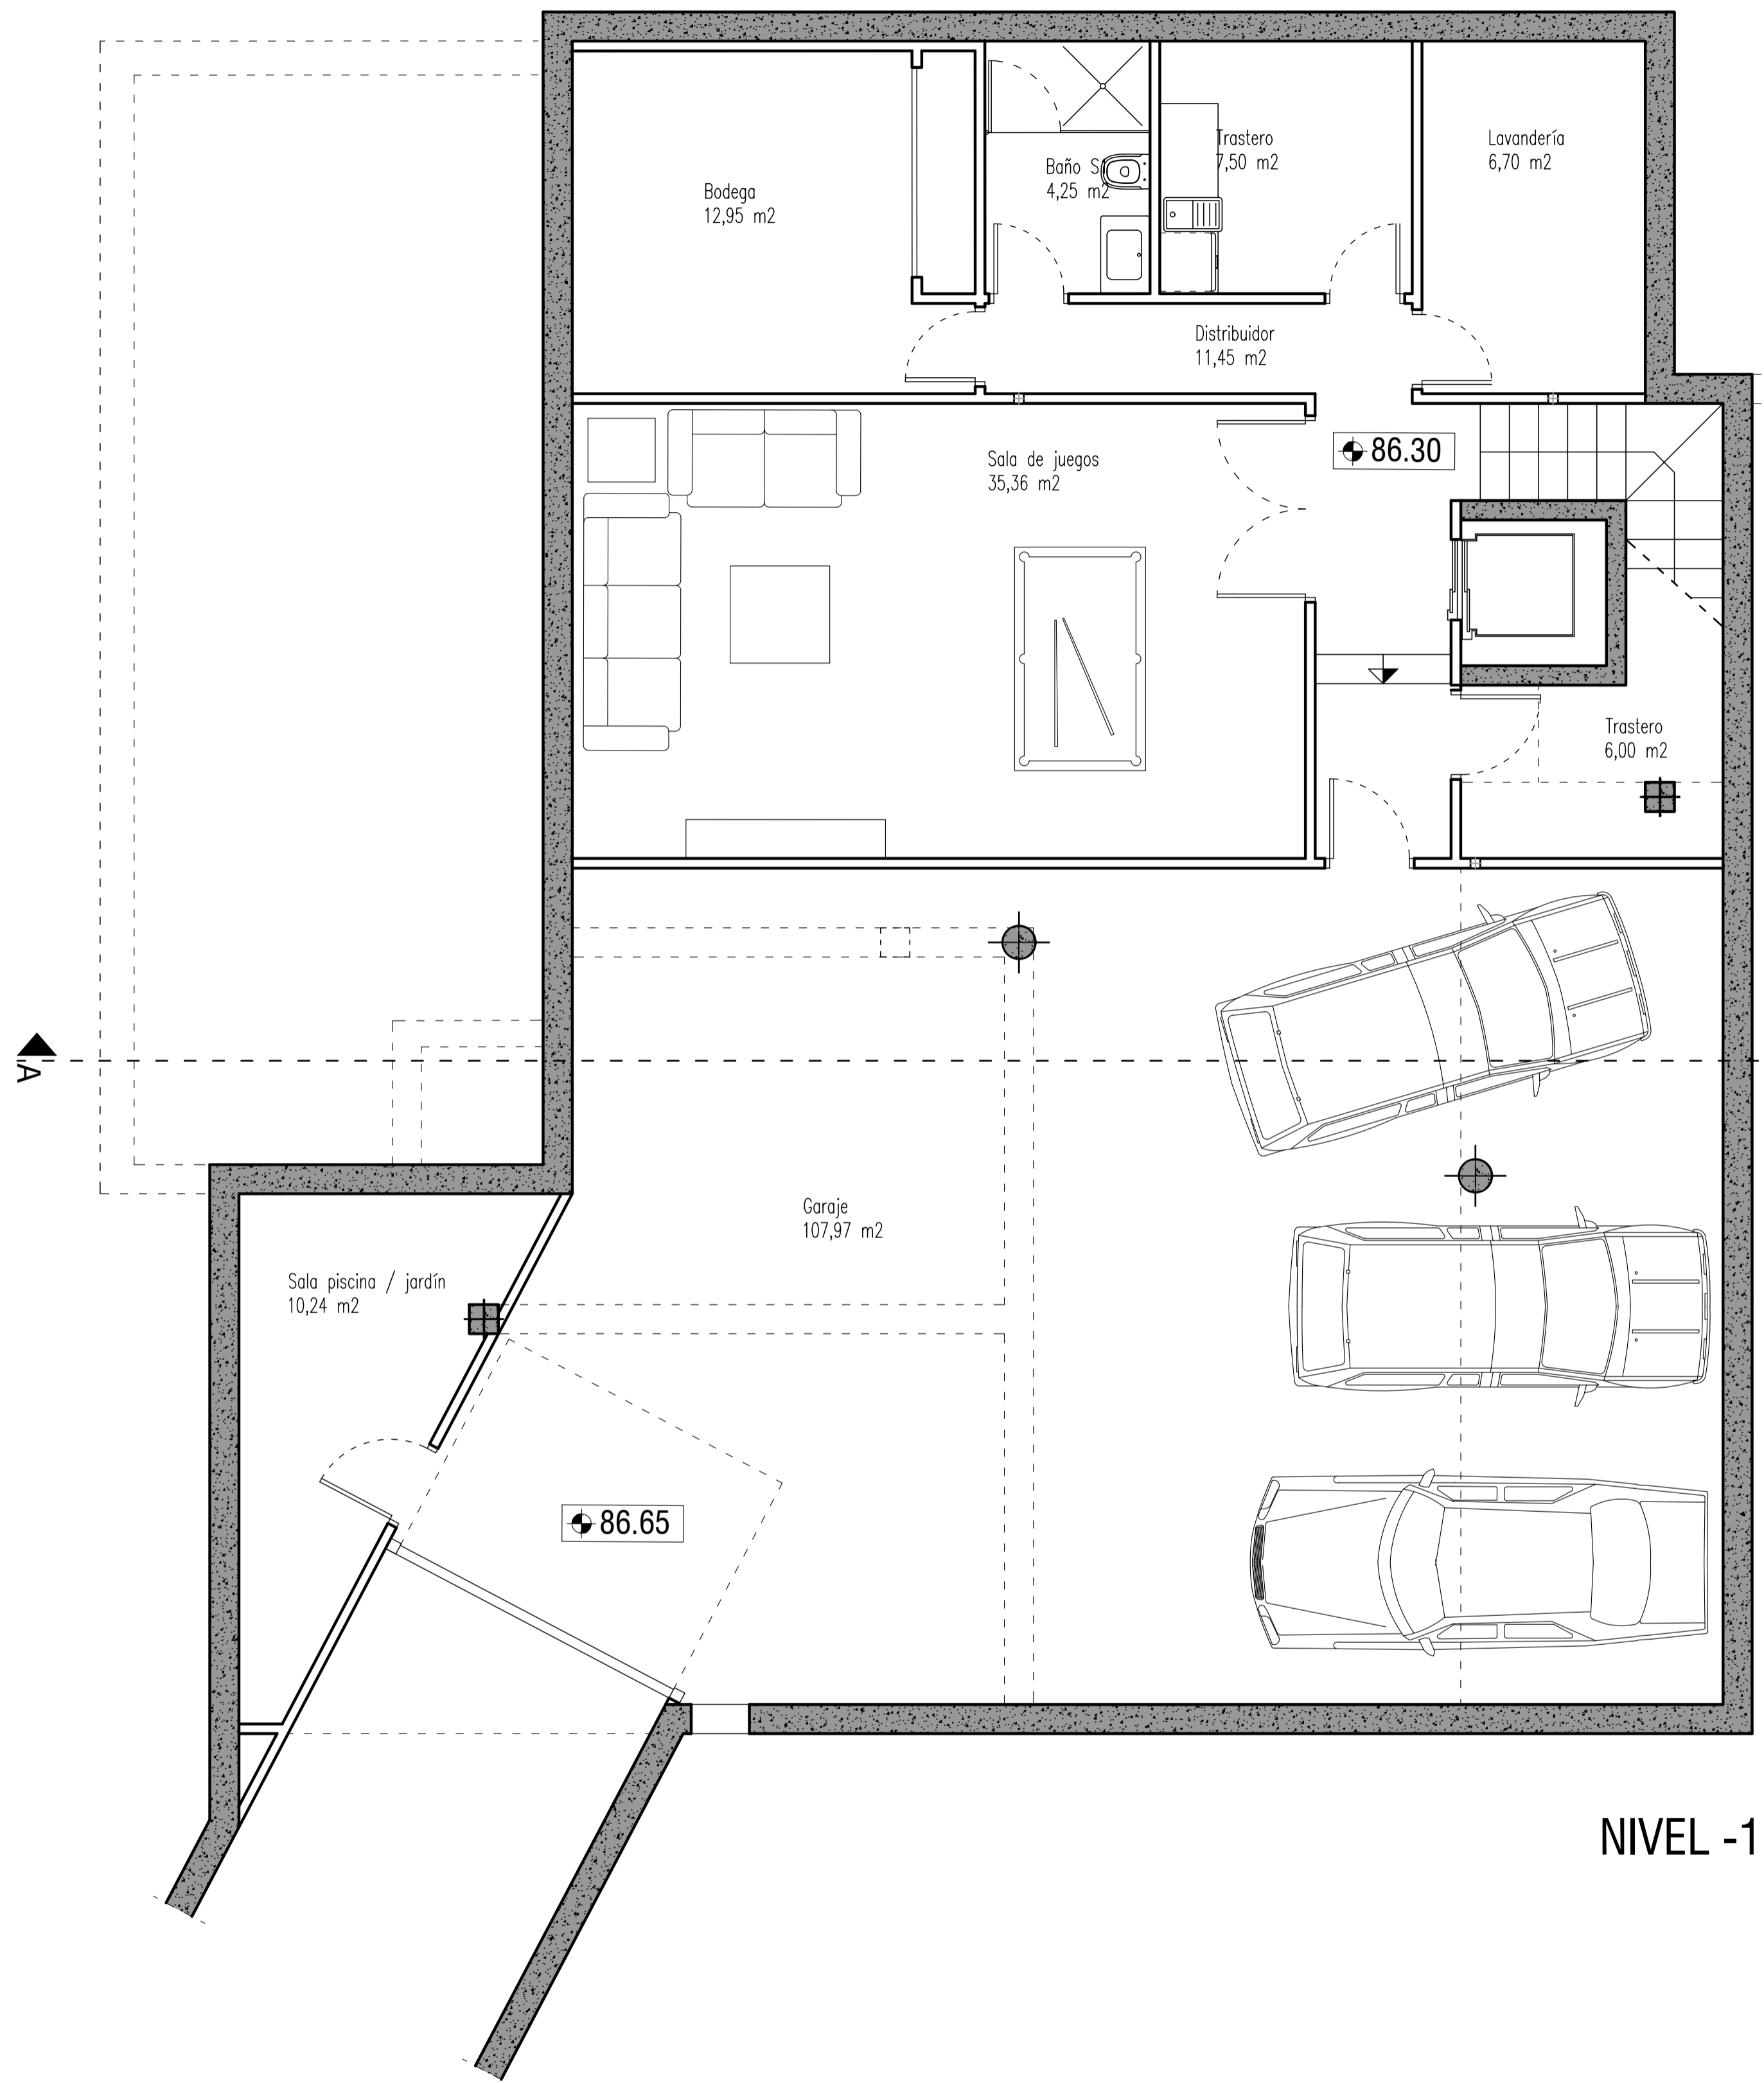 Trastero
7,50 m2
Lavandería
6,70 m2
Baño S
4,25 m2
Bodega
12,95 m2
Distribuidor
11,45 m2
86.30
Sala de juegos
35,36 m2
Trastero
6,00 m2
A
Garaje
107,97 m2
Sala piscina / jardín
10,24 m2
86.65
NIVEL -1